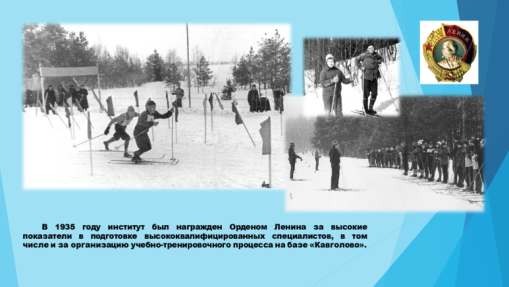 ЛЕНИН
В 1935 году институт был награжден Орденом Ленина за высокие
показатели в подготовке высококвалифицированных специалистов, в том
числе и за организацию учебно-тренировочного процесса на базе «Кавголово».